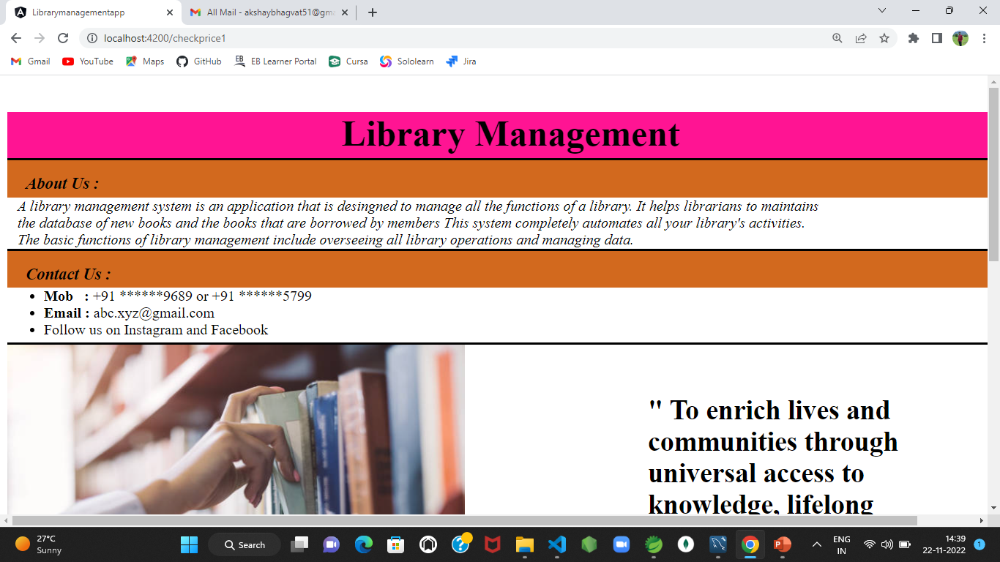 Librarymanagementapp
All Mail - akshaybhagvat51@gma
localhost:4200/checkprice1
Gmail
YouTube
Maps
GitHub
EB
EB Learner Portal
Cursa
Sololearn
Jira
Library Management
About Us :
A library management system is an application that is desingned to manage all the functions of a library. It helps librarians to maintains
the database of new books and the books that are borrowed by members This system completely automates all your library's activities.
The basic functions of library management include overseeing all library operations and managing data.
Contact Us :
Mob : +91 ******9689 or +91 ******5799
Email : abc.xyz@gmail.com
Follow us on Instagram and Facebook
" To enrich lives and
communities through
universal access to
knowledge, lifelong
27°C
Sunny
Search
ENG
IN
14:39
22-11-2022
1